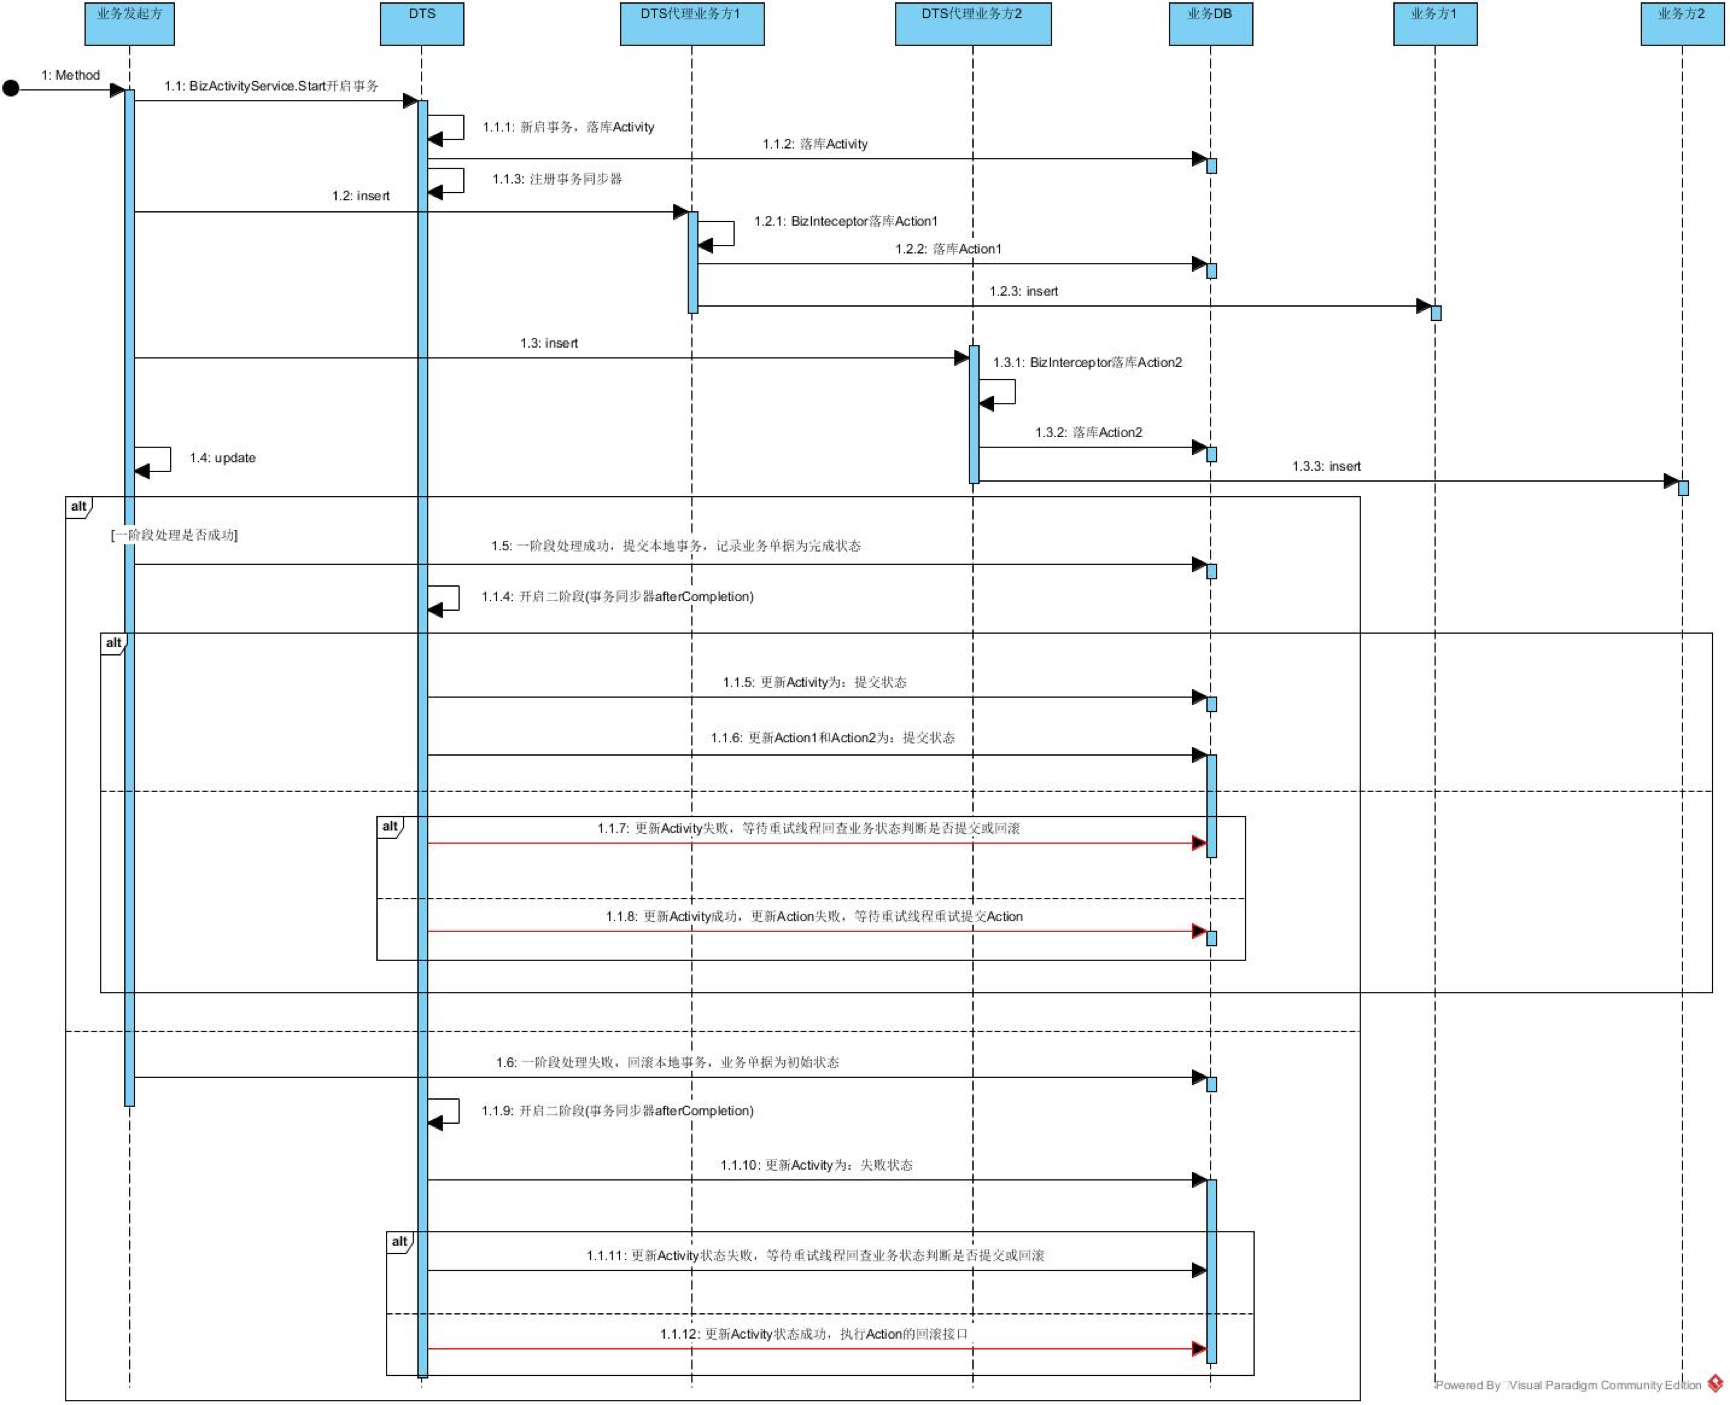 业务发起方
DTS
DTS代理业务方1
DTS代理业务方2
业务DB
业务方1
业务方2
1: Method
1.1: BizActivityService.Start开启事务
1.1.1: 新启事务，落库Activity
1.1.2: 落库Activity
1.1.3: 注册事务同步器
1.2: insert
1.2.1: BizInteceptor落库Action1
1.2.2: 落库Action1
1.2.3: insert
1.3: insert
1.3.1: BizInterceptor落库Action2
1.3.2: 落库Action2
1.4: update
1.3.3: insert
alt
[一阶段处理是否成功]
1.5: 一阶段处理成功，提交本地事务，记录业务单据为完成状态
1.1.4: 开启二阶段(事务同步器afterCompletion)
alt
1.1.5: 更新Activity为：提交状态
1.1.6: 更新Action1和Action2为：提交状态
alt
1.1.7: 更新Activity失败，等待重试线程回查业务状态判断是否提交或回滚
1.1.8: 更新Activity成功，更新Action失败，等待重试线程重试提交Action
1.6: 一阶段处理失败，回滚本地事务，业务单据为初始状态
1.1.9: 开启二阶段(事务同步器afterCompletion)
1.1.10: 更新Activity为：失败状态
alt
1.1.11: 更新Activity状态失败，等待重试线程回查业务状态判断是否提交或回滚
1.1.12: 更新Activity状态成功，执行Action的回滚接口
Powered By Visual Paradigm Community Edition